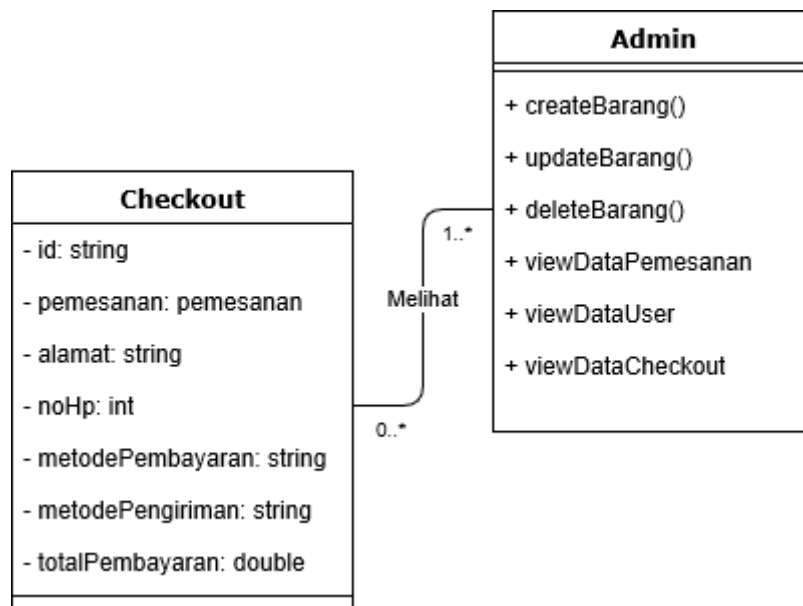 Admin
+ createBarang()
+ updateBarang()
+ deleteBarang()
+ viewDataPemesanan
+ viewDataUser
+ viewDataCheckout
1..*
Melihat
0..*
Checkout
- id: string
- pemesanan: pemesanan
- alamat: string
- noHp: int
- metodePembayaran: string
- metodePengiriman: string
- totalPembayaran: double